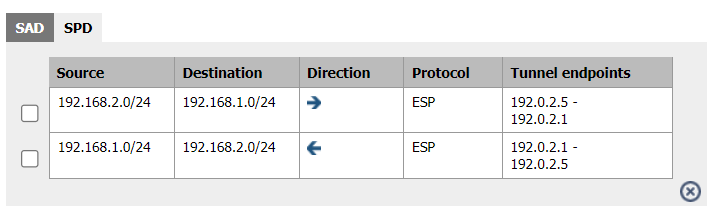 SAD SPD
Source Destination Direction Protocol Tunnel endpoints
192.168.2.0/24 192.168.1.0/24 ESP 192.0.2.5 -
192.0.2.1
192.168.1.0/24 192.168.2.0/24 ESP 192.0.2.1 -
192.0.2.5